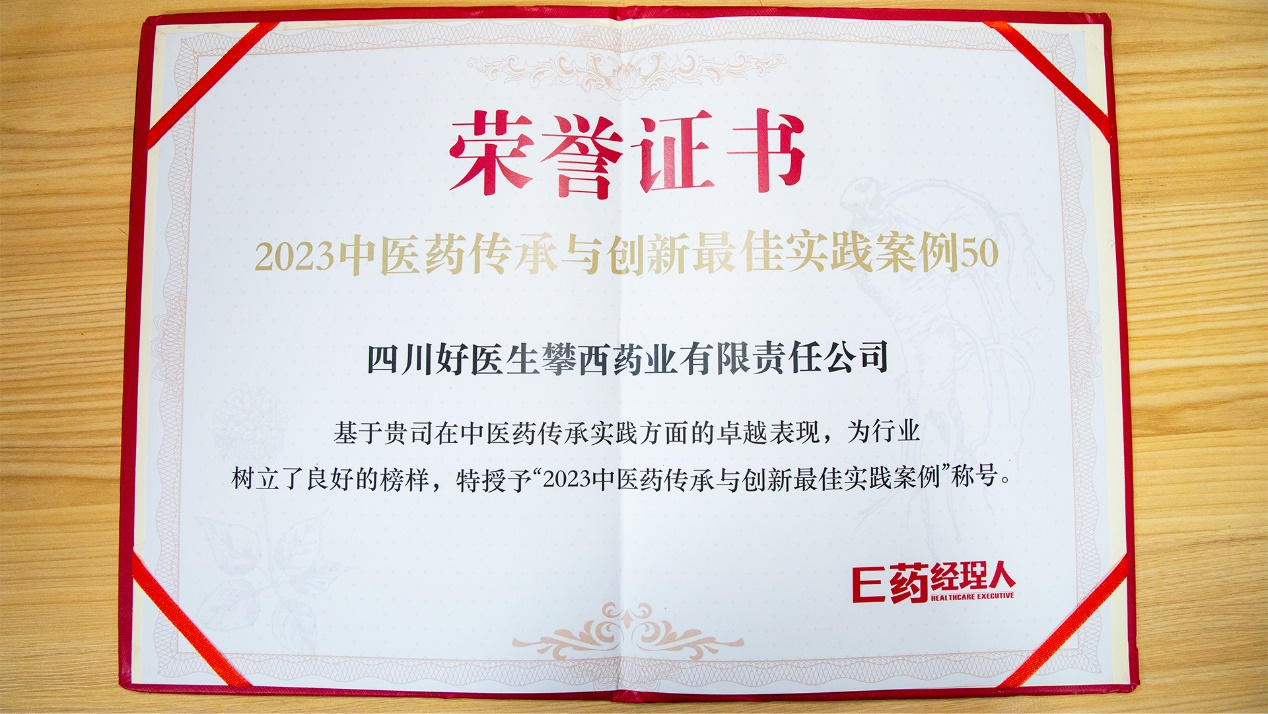 荣誉证书
2023中医药传承与创新最佳实践案例50
四川好医生攀西药业有限责任公司
基于贵司在中医药传承实践方面的卓越表现，为行业
树立了良好的榜样，特授予“2023中医药传承与创新最佳实践案例”称号。
E药经理人
HEALTHCARE EXECUTIVE